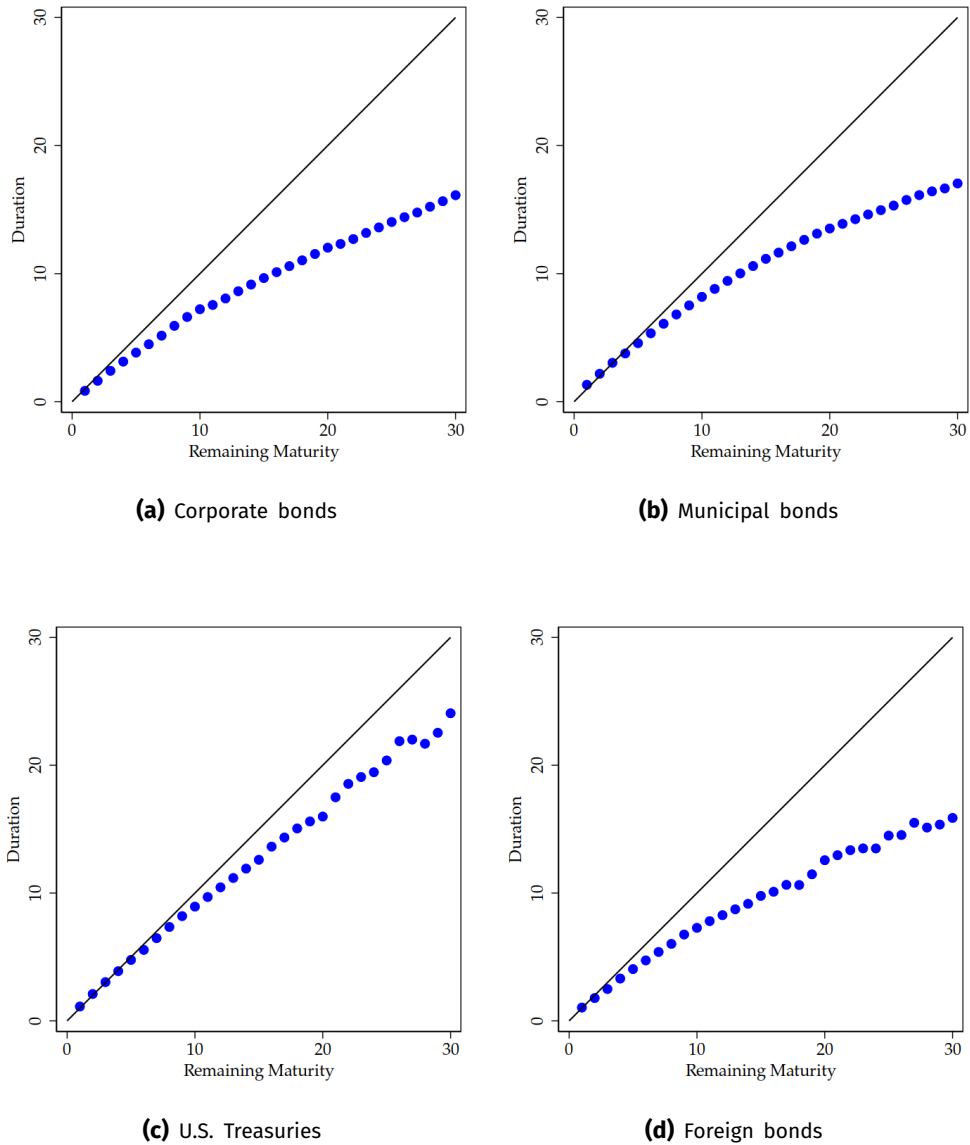 30
20
Duration
10
0
0 10 20 30
Remaining Maturity
(a) Corporate bonds
30
20
Duration
10
0
0 10 20 30
Remaining Maturity
(b) Municipal bonds
30
20
Duration
10
0
0 10 20 30
Remaining Maturity
(c) U.S. Treasuries
30
20
Duration
10
0
0 10 20 30
Remaining Maturity
(d) Foreign bonds